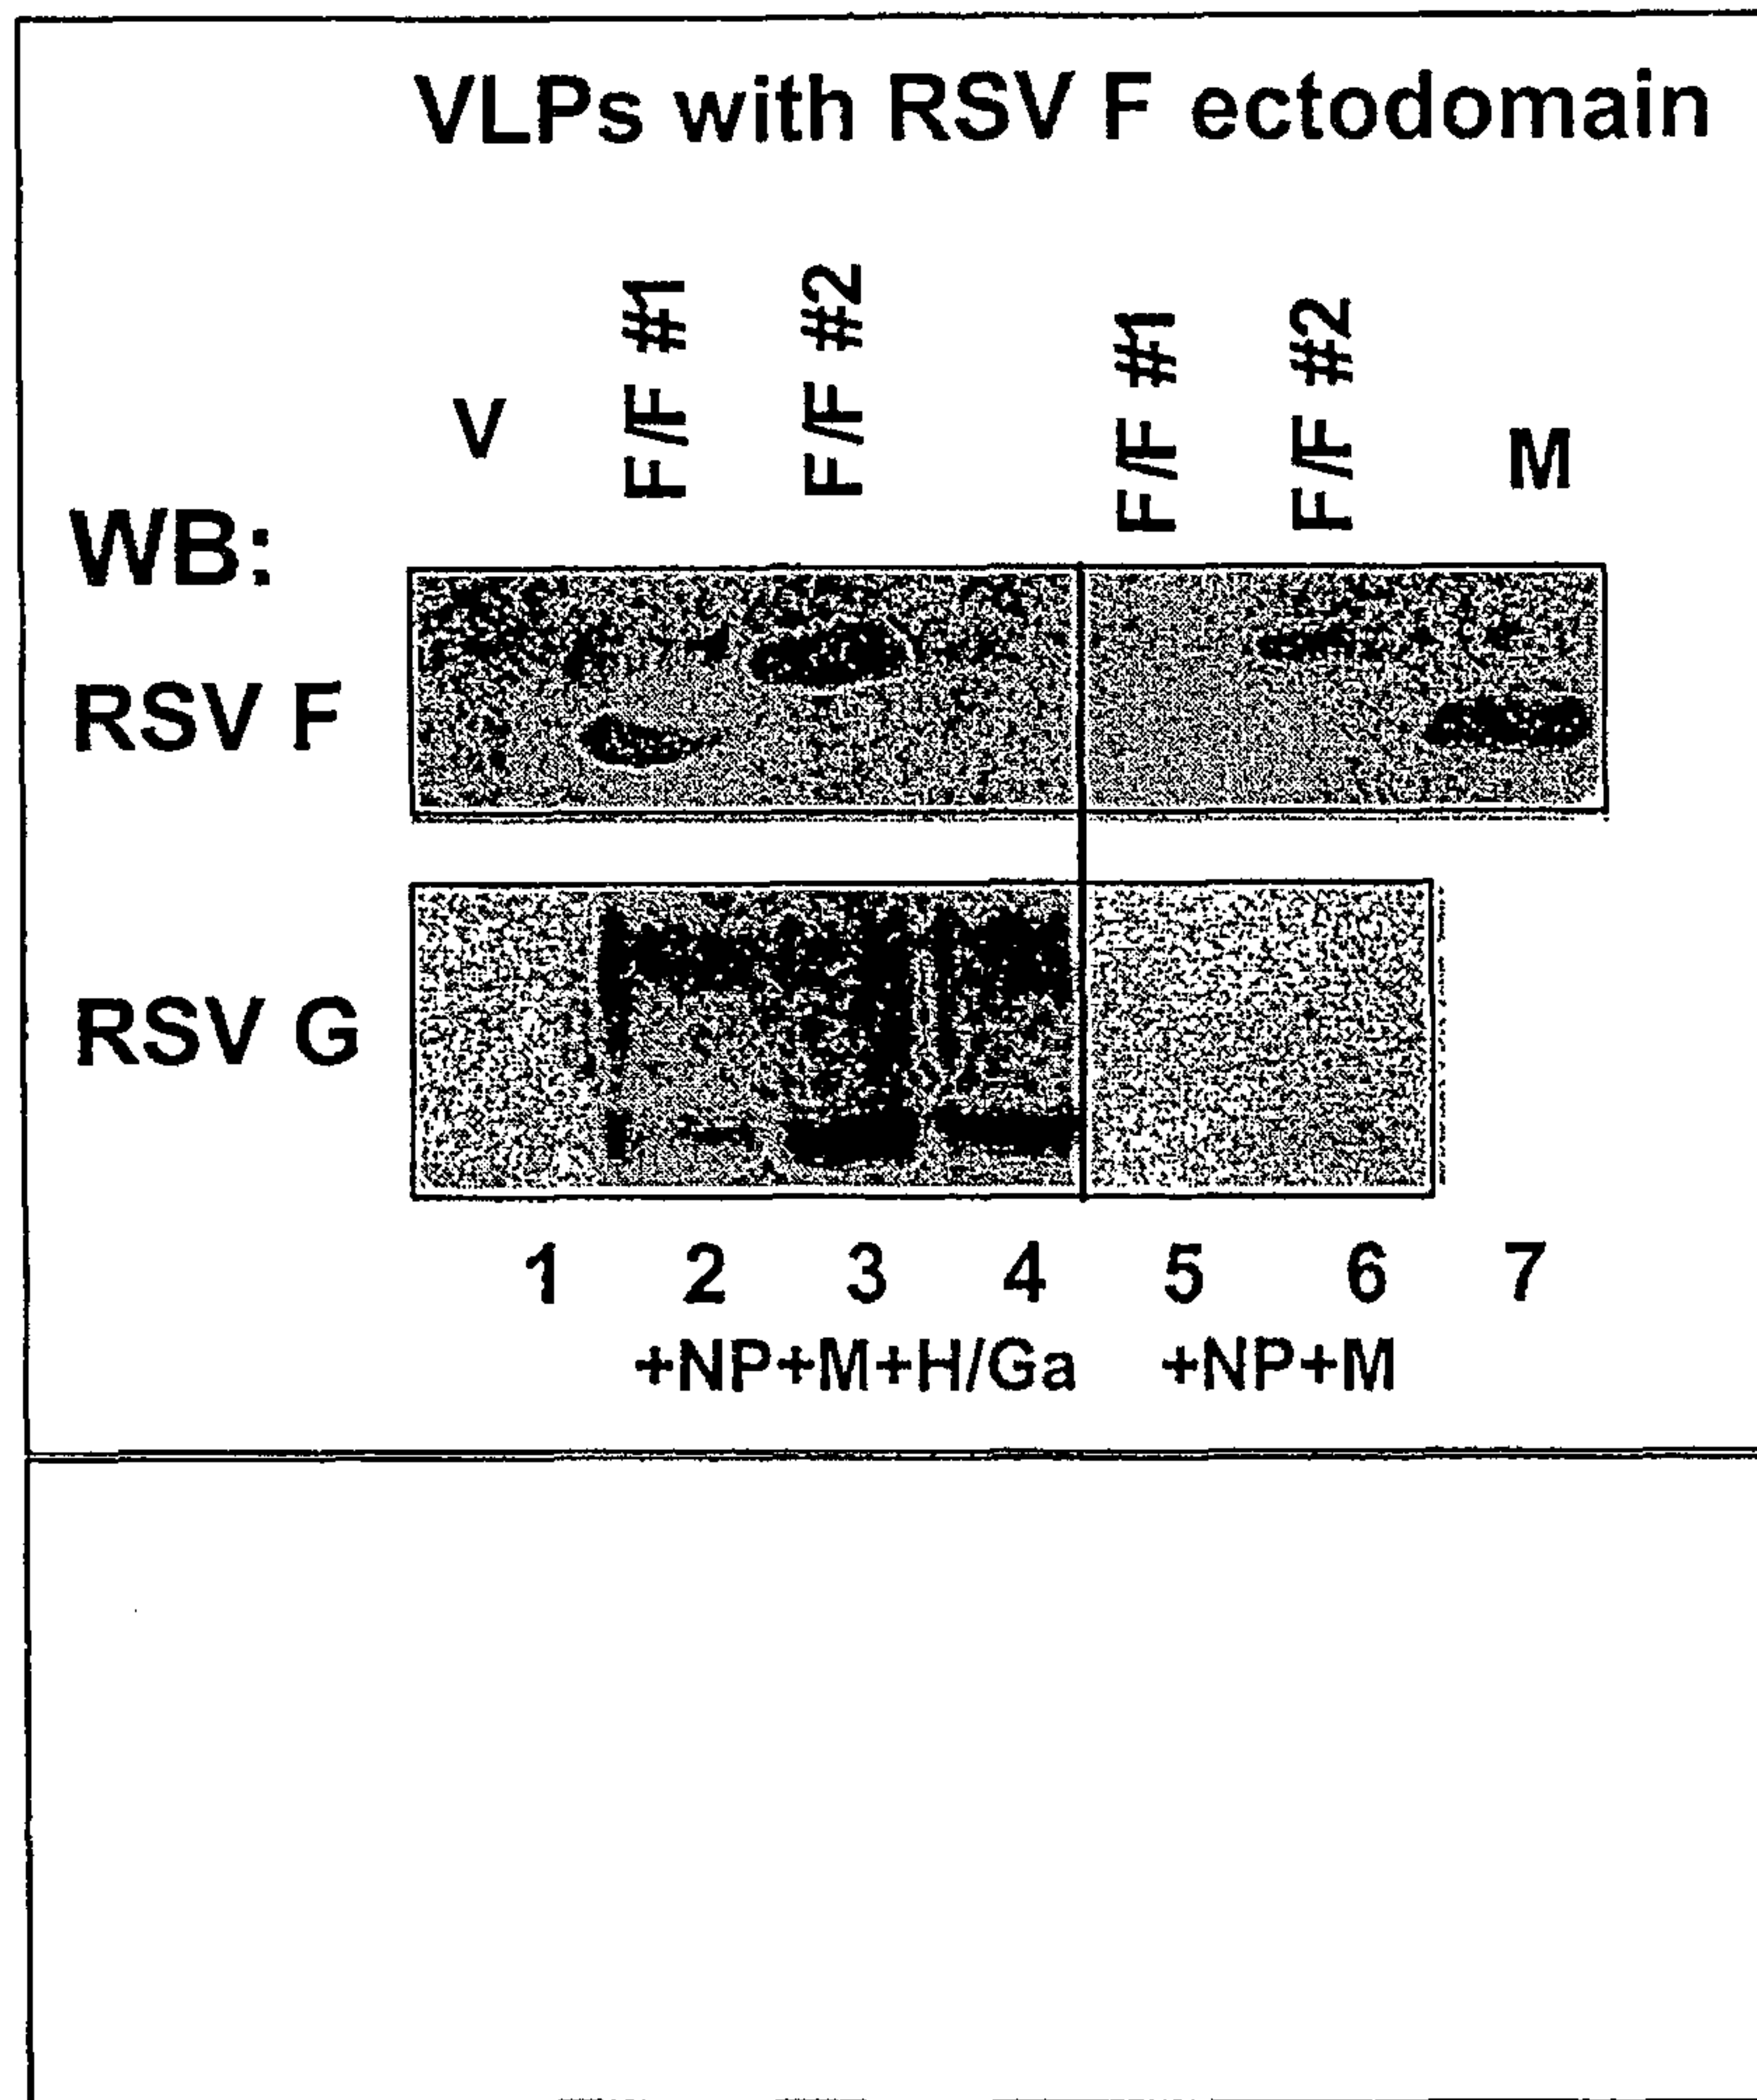 VLPs with RSV F ectodomain
V F/F #1 F/F #2 F/F #1 F/F #2 M
WB:
RSV F
RSV G
1 2 3 4 5 6 7
+NP+M+H/Ga +NP+M